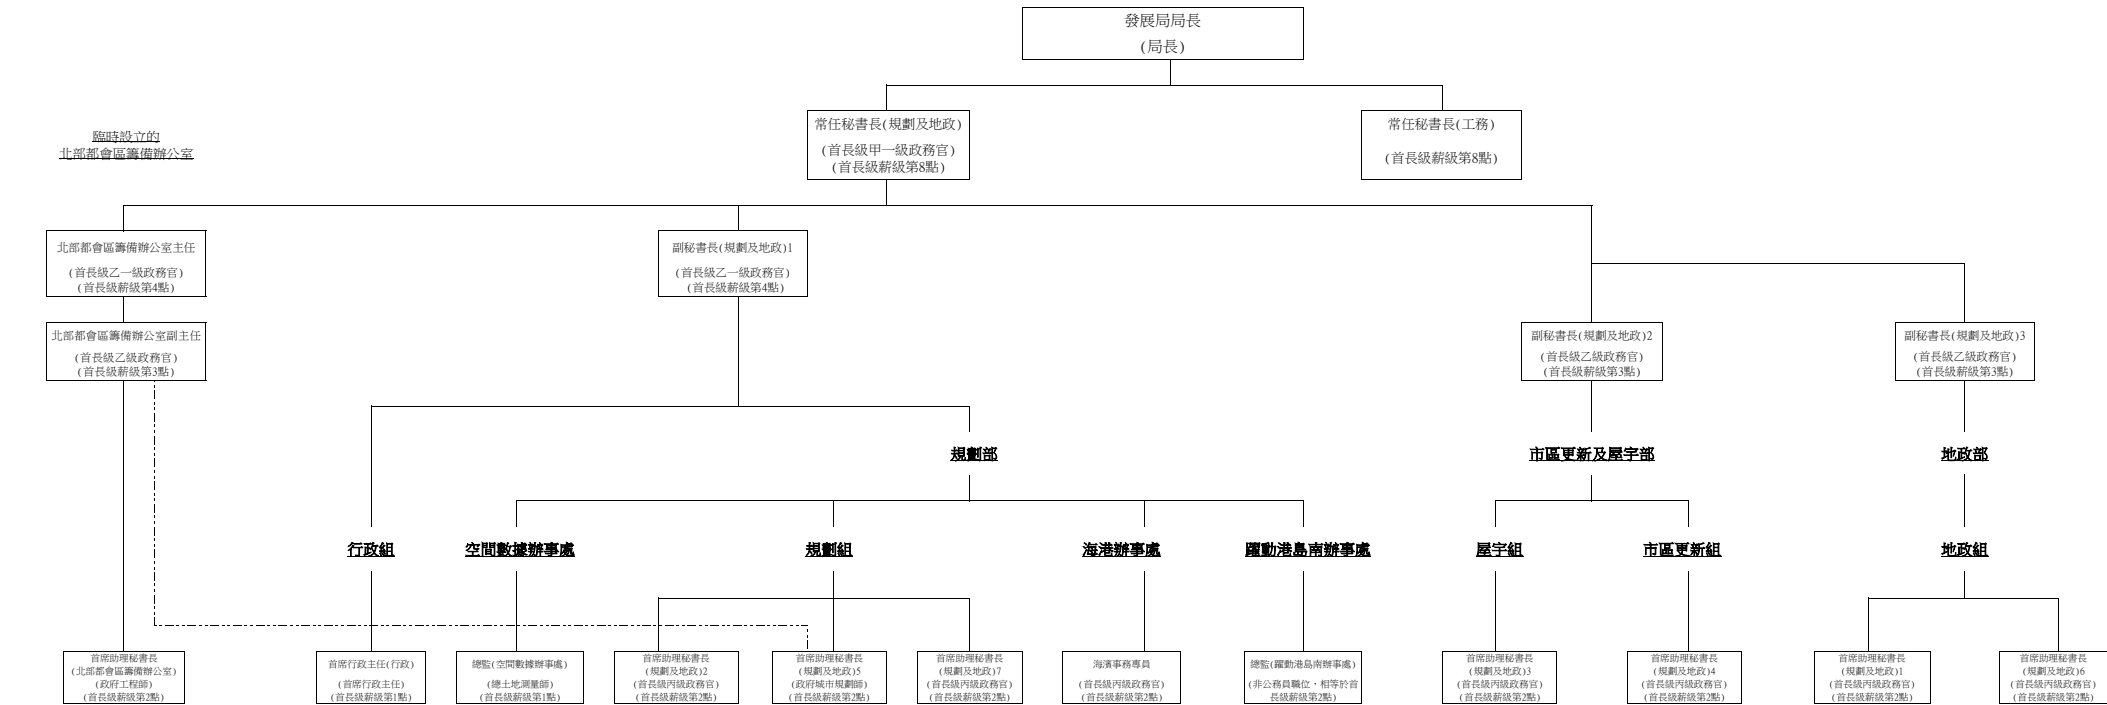 發展局局長
(局長)
常任秘書長(規劃及地政)
(首長級甲一級政務官)
(首長級薪級第8點)
常任秘書長(工務)
(首長級薪級第8點)
臨時設立的
北部都會區籌備辦公室
北部都會區籌備辦公室主任
(首長級乙一級政務官)
(首長級薪級第4點)
副秘書長(規劃及地政)1
(首長級乙一級政務官)
(首長級薪級第4點)
北部都會區籌備辦公室副主任
(首長級乙級政務官)
(首長級薪級第3點)
副秘書長(規劃及地政)2
(首長級乙級政務官)
(首長級薪級第3點)
副秘書長(規劃及地政)3
(首長級乙級政務官)
(首長級薪級第3點)
規劃部
市區更新及屋宇部
地政部
行政組
空間數據辦事處
規劃組
海港辦事處
躍動港島南辦事處
屋宇組
市區更新組
地政組
首席助理秘書長
(北部都會區籌備辦公室)
(政府工程師)
(首長級薪級第2點)
首席行政主任(行政)
(首席行政主任)
(首長級薪級第1點)
總監(空間數據辦事處)
(總土地測量師)
(首長級薪級第1點)
首席助理秘書長
(規劃及地政)2
(首長級丙級政務官)
(首長級薪級第2點)
首席助理秘書長
(規劃及地政)5
(政府城市規劃師)
(首長級薪級第2點)
首席助理秘書長
(規劃及地政)7
(首長級丙級政務官)
(首長級薪級第2點)
海濱事務專員
(首長級丙級政務官)
(首長級薪級第2點)
總監(躍動港島南辦事處)
(非公務員職位，相等於首
長級薪級第2點)
首席助理秘書長
(規劃及地政)3
(首長級丙級政務官)
(首長級薪級第2點)
首席助理秘書長
(規劃及地政)4
(首長級丙級政務官)
(首長級薪級第2點)
首席助理秘書長
(規劃及地政)1
(首長級丙級政務官)
(首長級薪級第2點)
首席助理秘書長
(規劃及地政)6
(首長級丙級政務官)
(首長級薪級第2點)